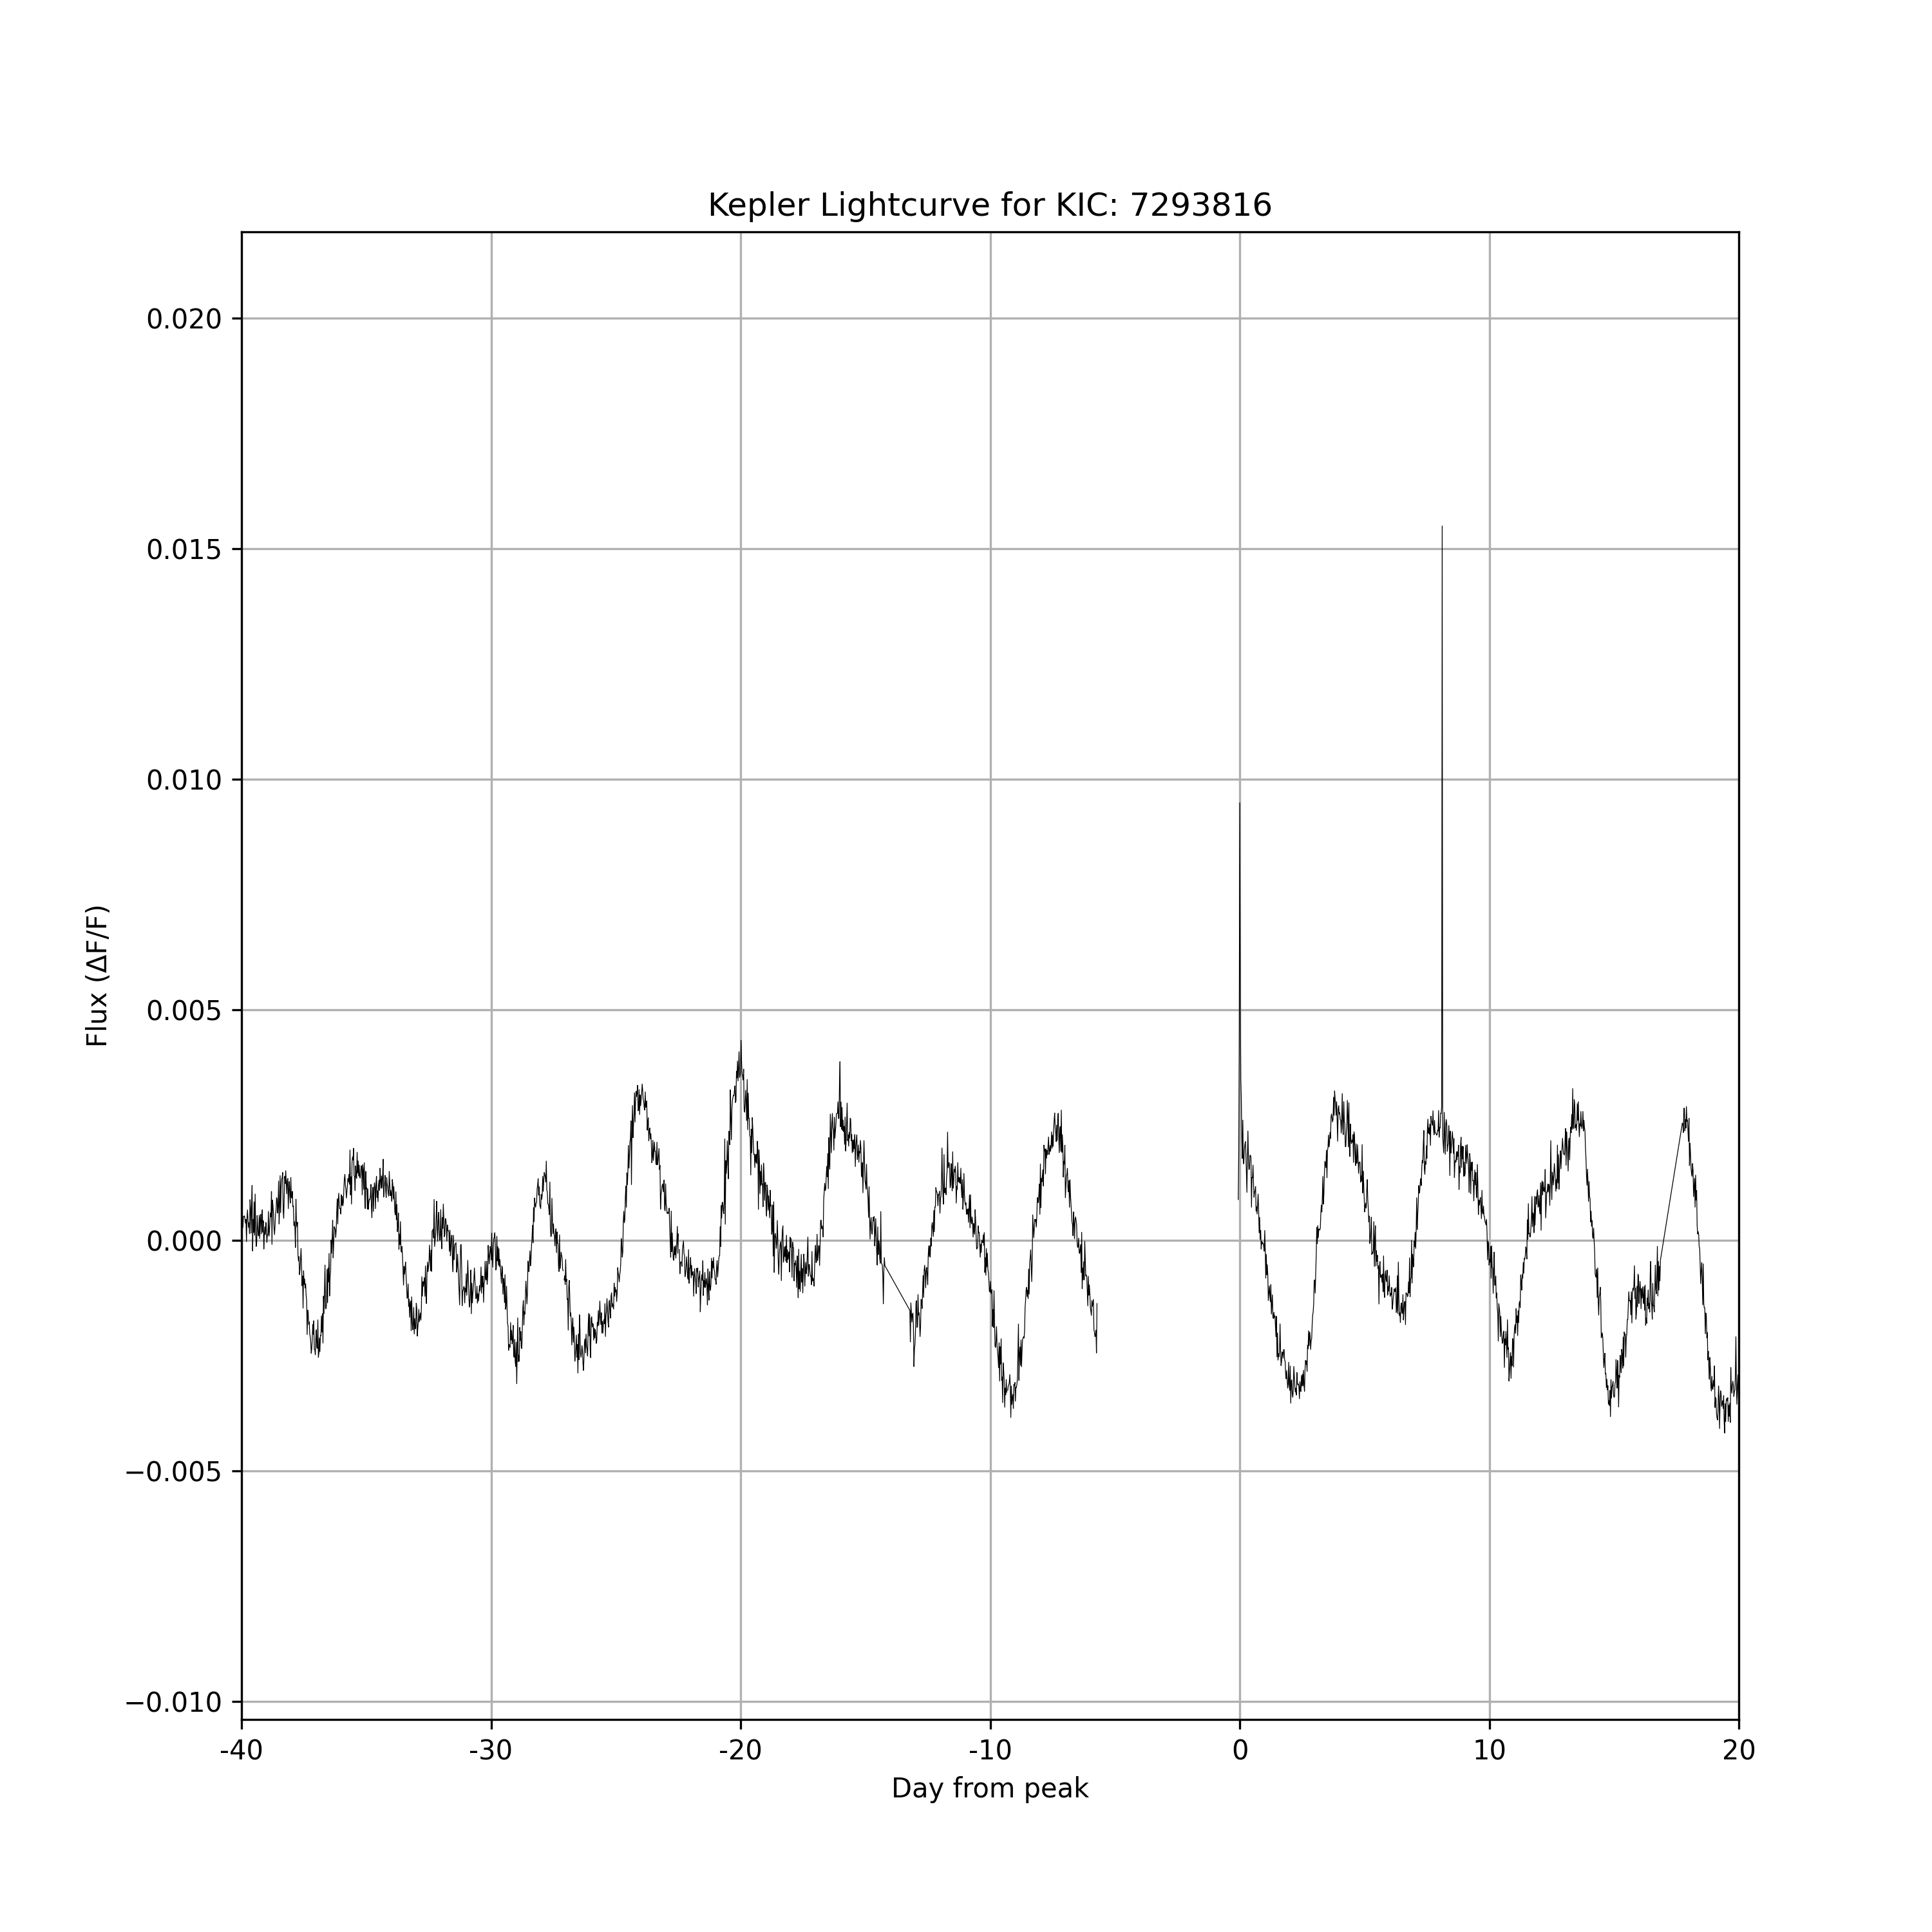 Kepler Lightcurve for KIC: 7293816
0.020
0.015
0.010
0.005
0.000
−0.005
−0.010
Flux (ΔF/F)
-40 -30 -20 -10 0 10 20
Day from peak